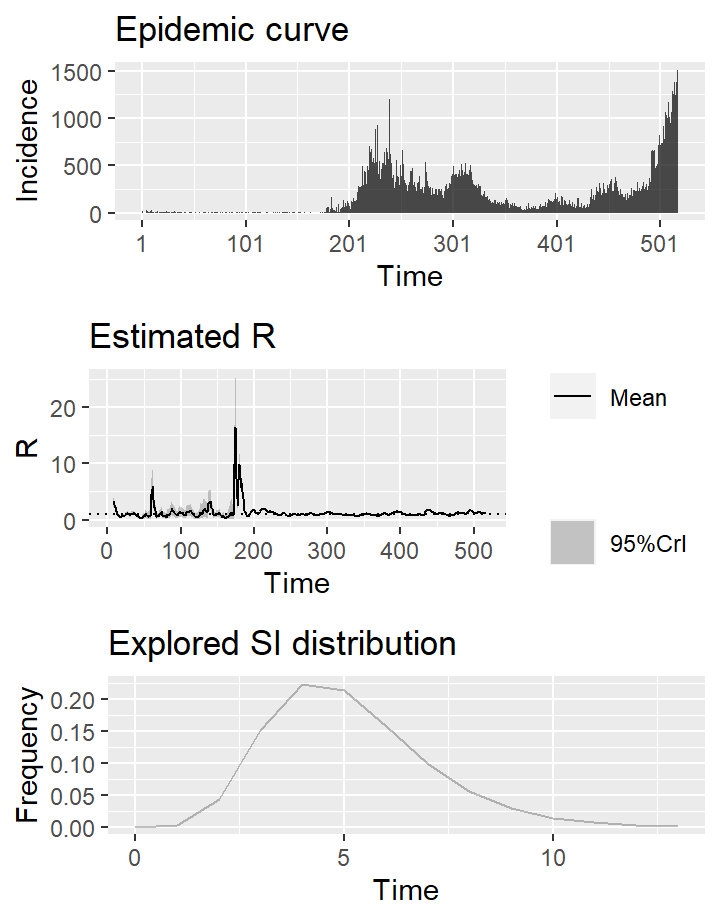 Epidemic curve
1500
1000
500
0
Incidence
1 101 201 301 401 501
Time
Estimated R
20
10
0
R
0 100 200 300 400 500
Time
Mean
95%CrI
Explored SI distribution
0.20
0.15
0.10
0.05
0.00
Frequency
0 5 10
Time